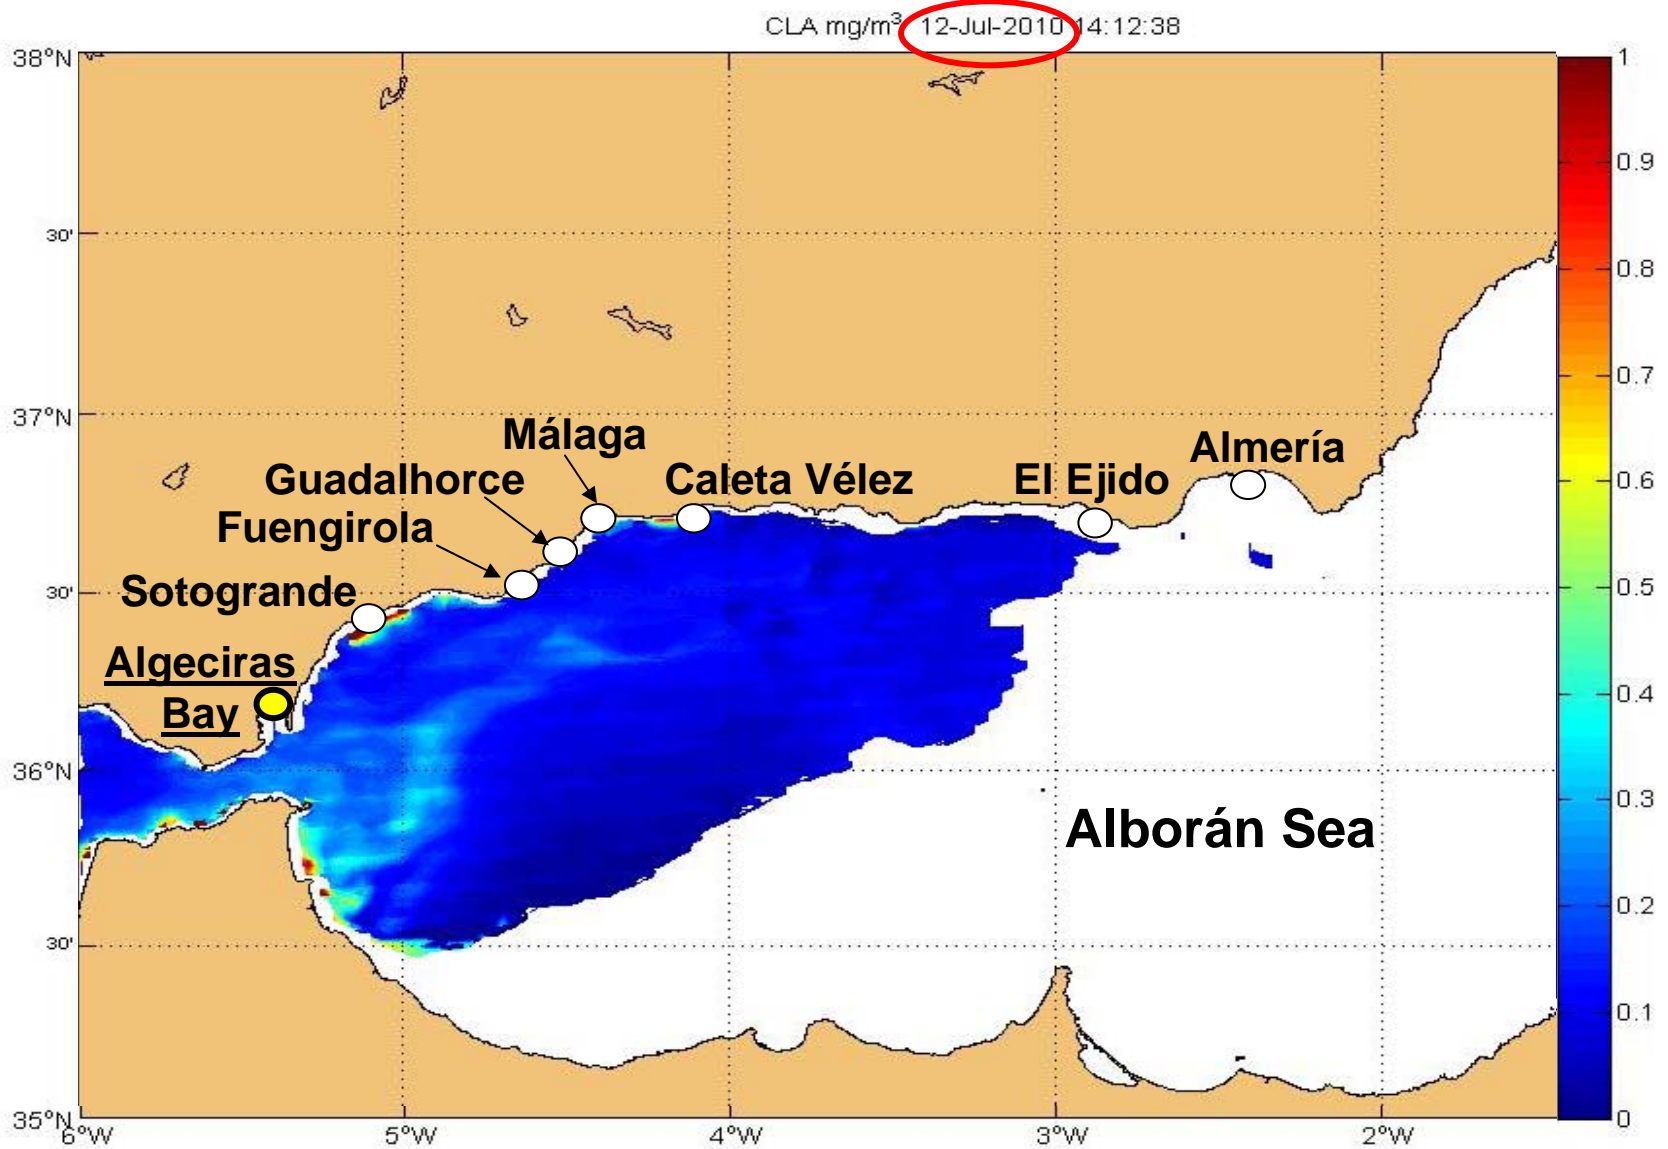 CLA mg/m³ 12-Jul-2010 14:12:38
38°N
30'
37°N
30'
36°N
30'
35°N
6°W
5°W
4°W
3°W
2°W
Málaga
Guadalhorce
Fuengirola
Sotogrande
Algeciras
Bay
Caleta Vélez
El Ejido
Almería
Alborán Sea
1
0.9
0.8
0.7
0.6
0.5
0.4
0.3
0.2
0.1
0